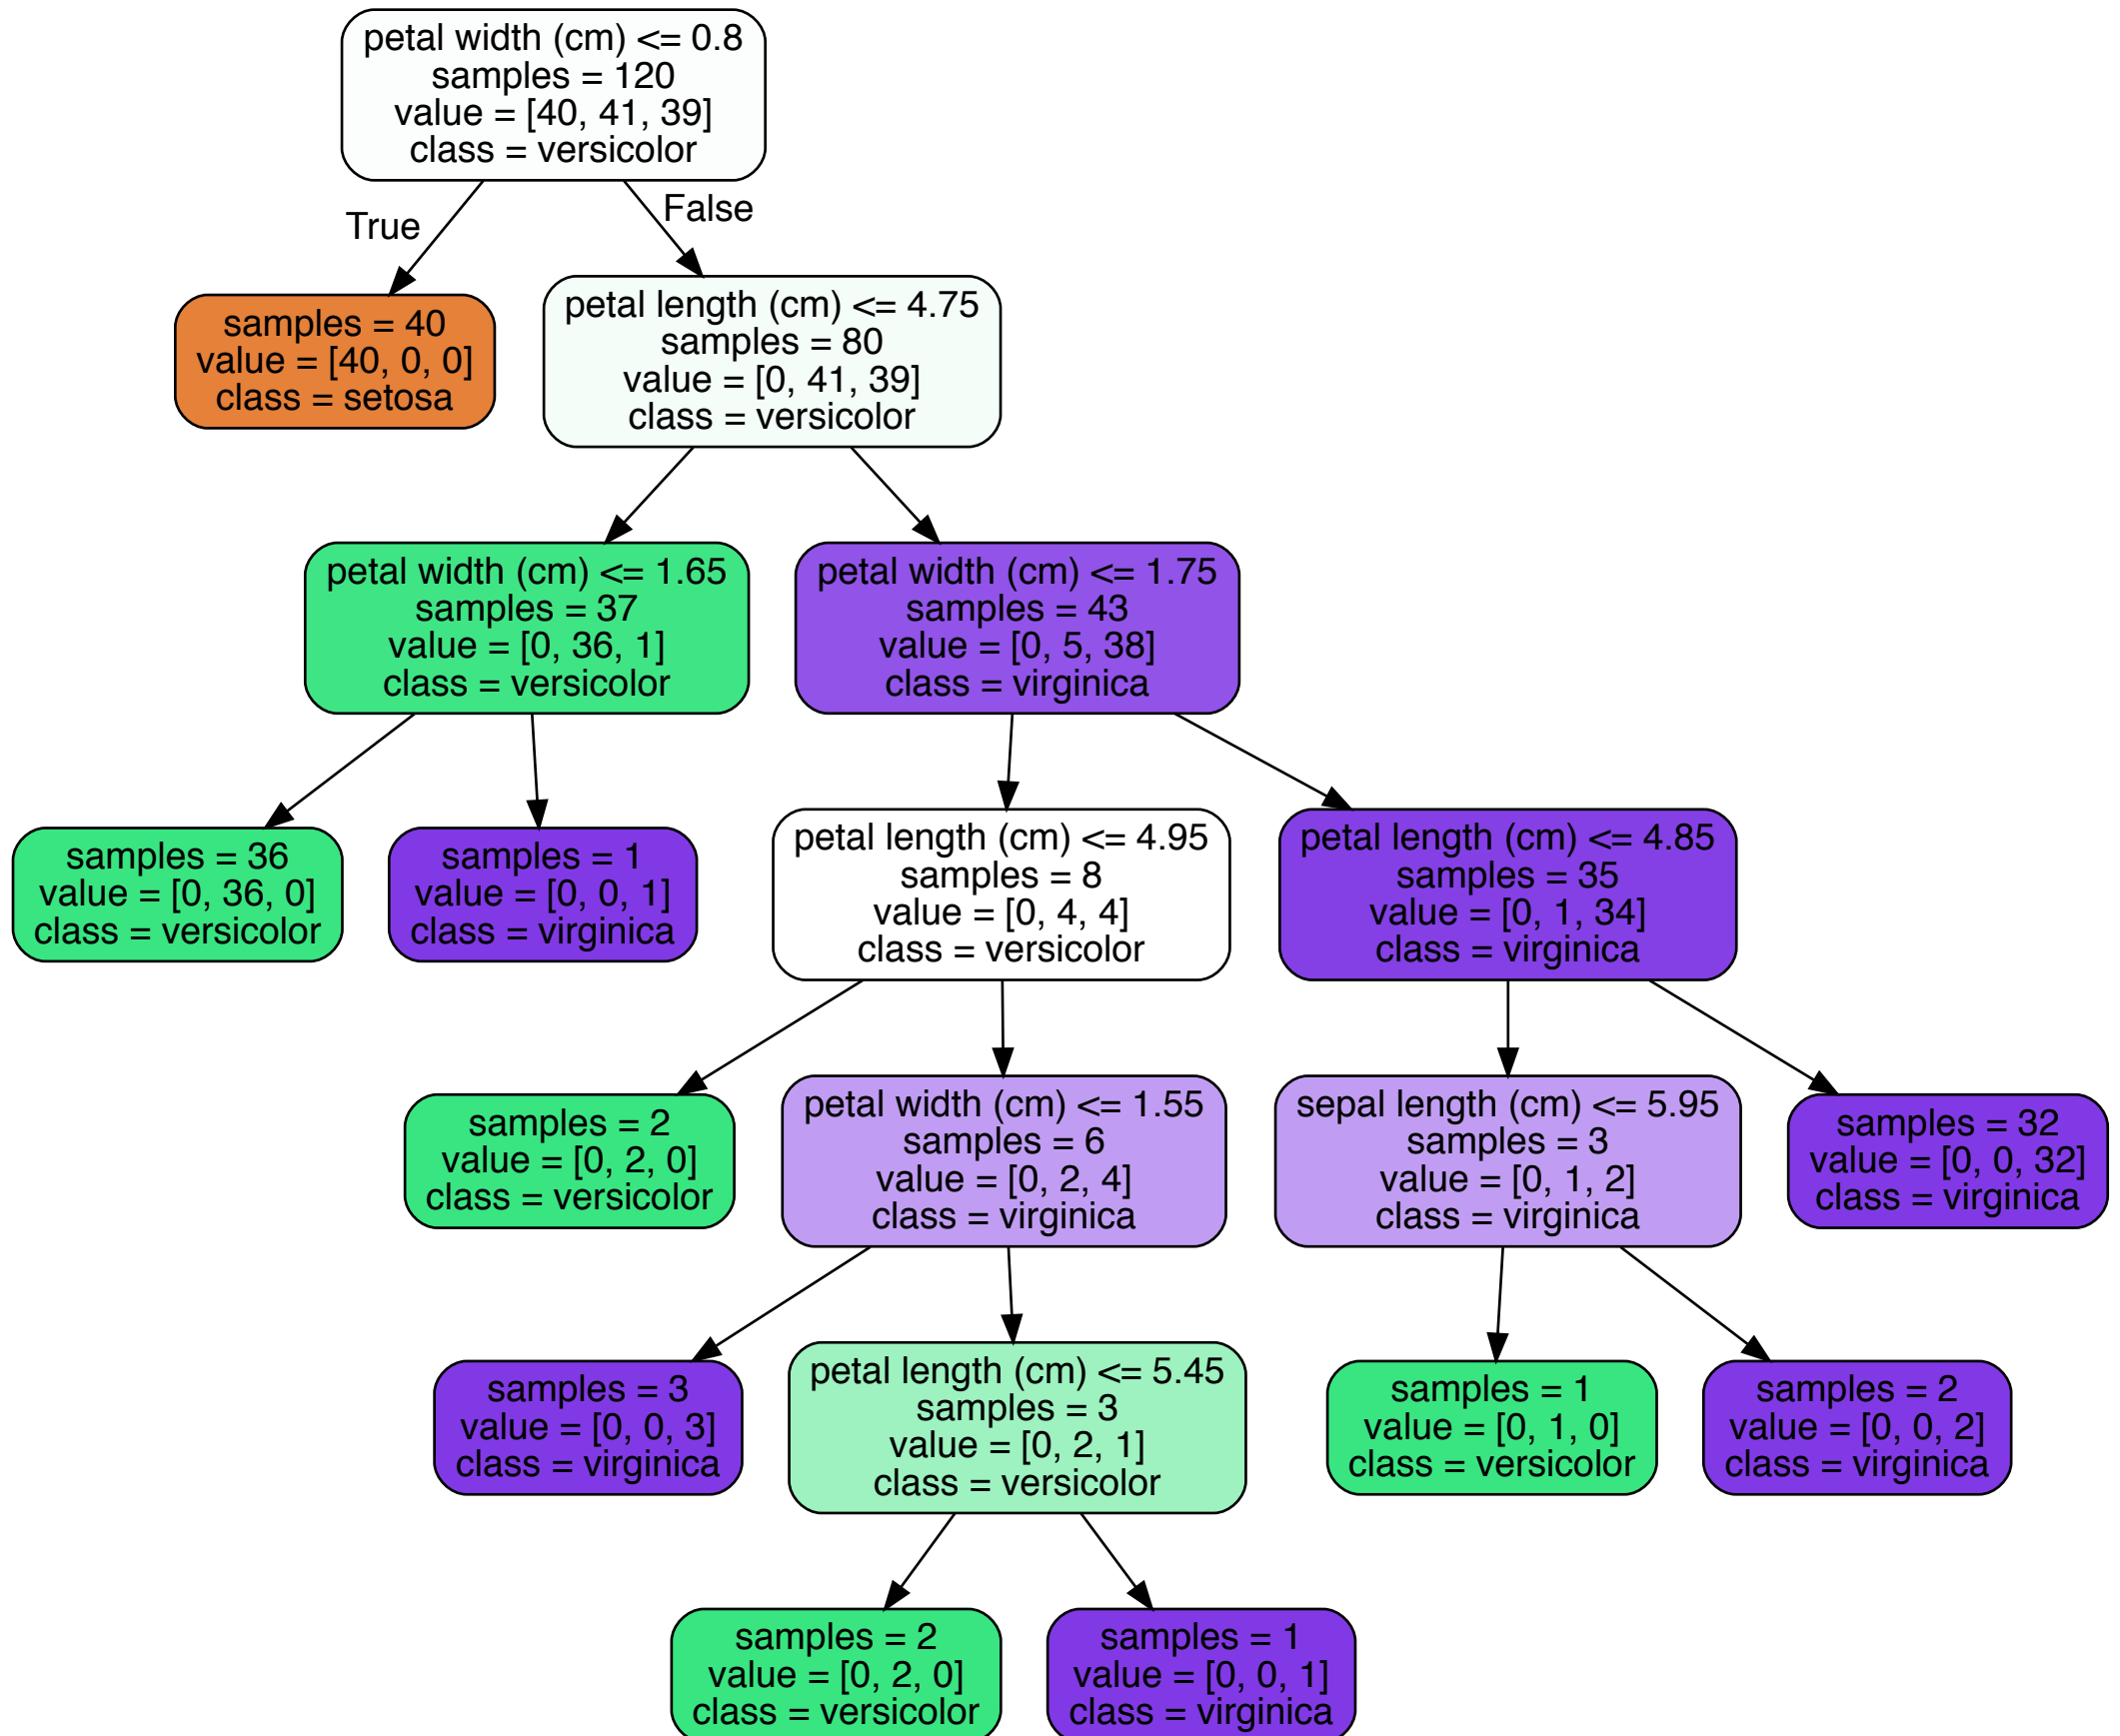 petal width (cm) <= 0.8
samples = 120
value = [40, 41, 39]
class = versicolor
True
False
samples = 40
value = [40, 0, 0]
class = setosa
petal length (cm) <= 4.75
samples = 80
value = [0, 41, 39]
class = versicolor
petal width (cm) <= 1.65
samples = 37
value = [0, 36, 1]
class = versicolor
petal width (cm) <= 1.75
samples = 43
value = [0, 5, 38]
class = virginica
samples = 36
value = [0, 36, 0]
class = versicolor
samples = 1
value = [0, 0, 1]
class = virginica
petal length (cm) <= 4.95
samples = 8
value = [0, 4, 4]
class = versicolor
petal length (cm) <= 4.85
samples = 35
value = [0, 1, 34]
class = virginica
samples = 2
value = [0, 2, 0]
class = versicolor
petal width (cm) <= 1.55
samples = 6
value = [0, 2, 4]
class = virginica
sepal length (cm) <= 5.95
samples = 3
value = [0, 1, 2]
class = virginica
samples = 32
value = [0, 0, 32]
class = virginica
samples = 3
value = [0, 0, 3]
class = virginica
petal length (cm) <= 5.45
samples = 3
value = [0, 2, 1]
class = versicolor
samples = 1
value = [0, 1, 0]
class = versicolor
samples = 2
value = [0, 0, 2]
class = virginica
samples = 2
value = [0, 2, 0]
class = versicolor
samples = 1
value = [0, 0, 1]
class = virginica